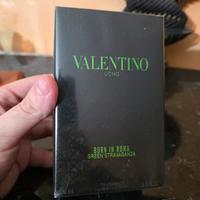 VALENTINO
UOMO
BORN IN ROMA
GREEN STRAVAGANZA